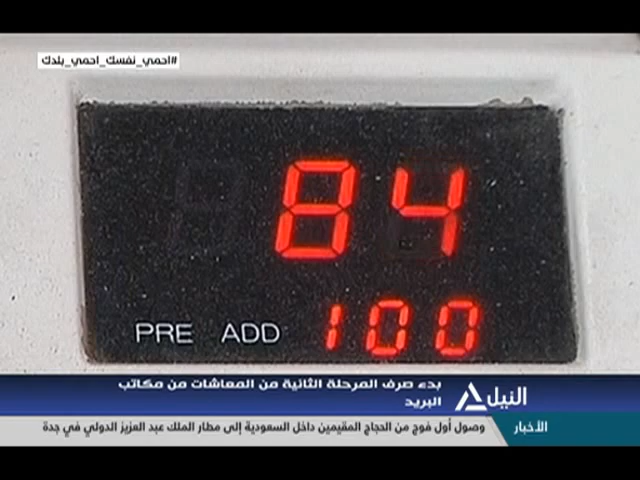 #احمي_نفسك_احمي_بلدك
84
PRE ADD 100
بدء صرف المرحلة الثانية من المعاشات من مكاتب
البريد
النيل
الأخبار
وصول أول فوج من الحجاج المقيمين داخل السعودية إلى مطار الملك عبد العزيز الدولي في جدة